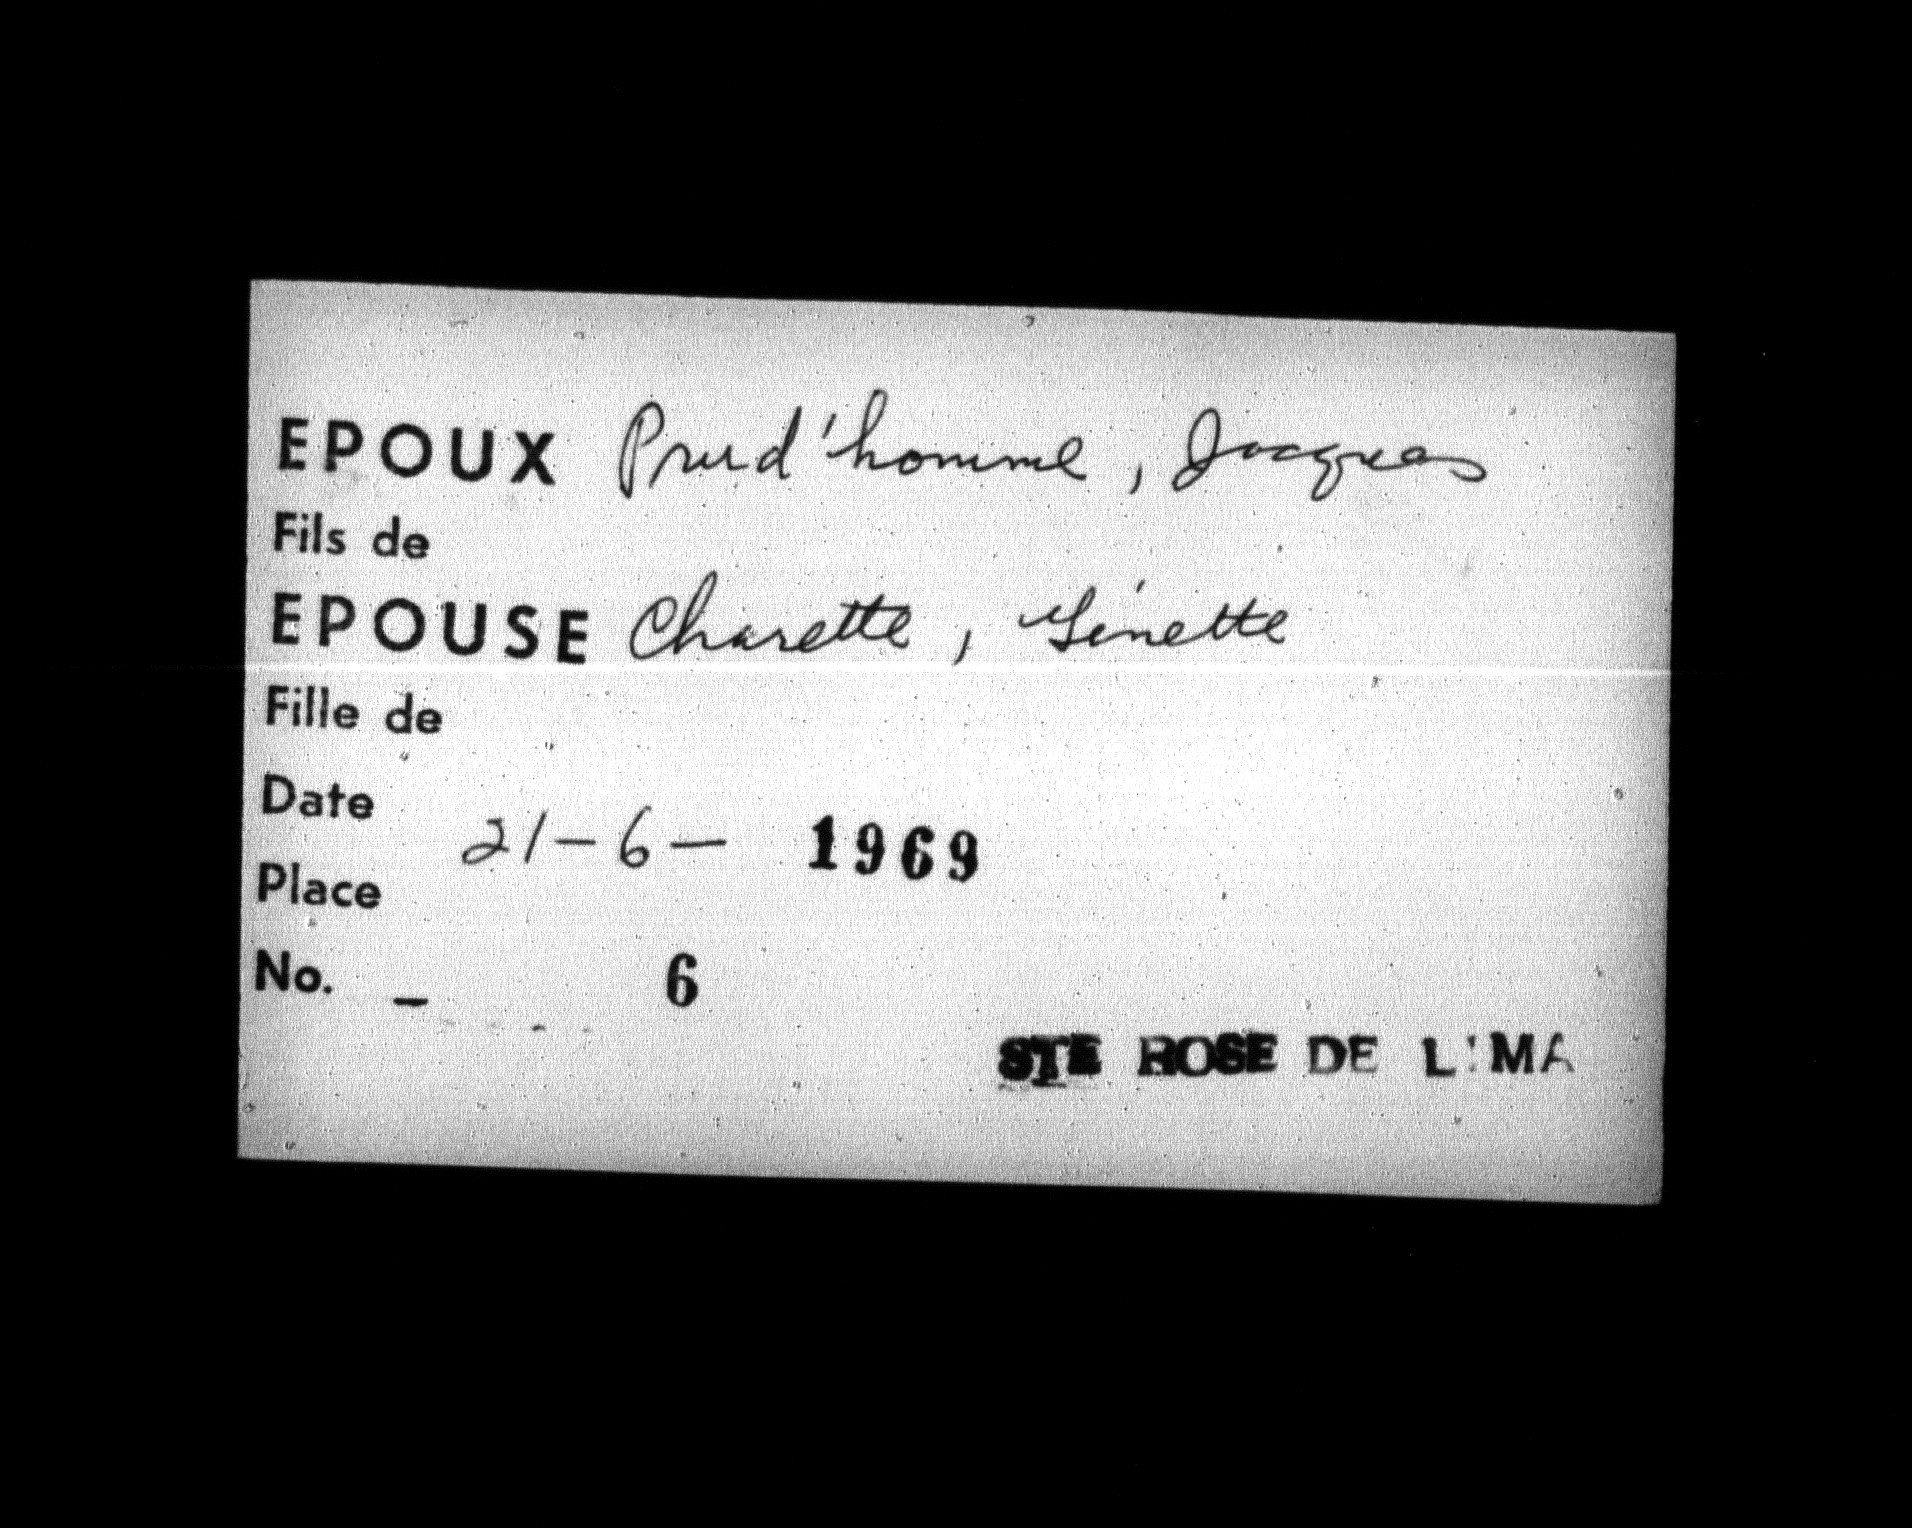 EPOUX Prud'homme, Jacques
Fils de
EPOUSE Charette, Ginette
Fille de
Date 21-6- 1969
Place
No. - 6
STE ROSE DE LIMA